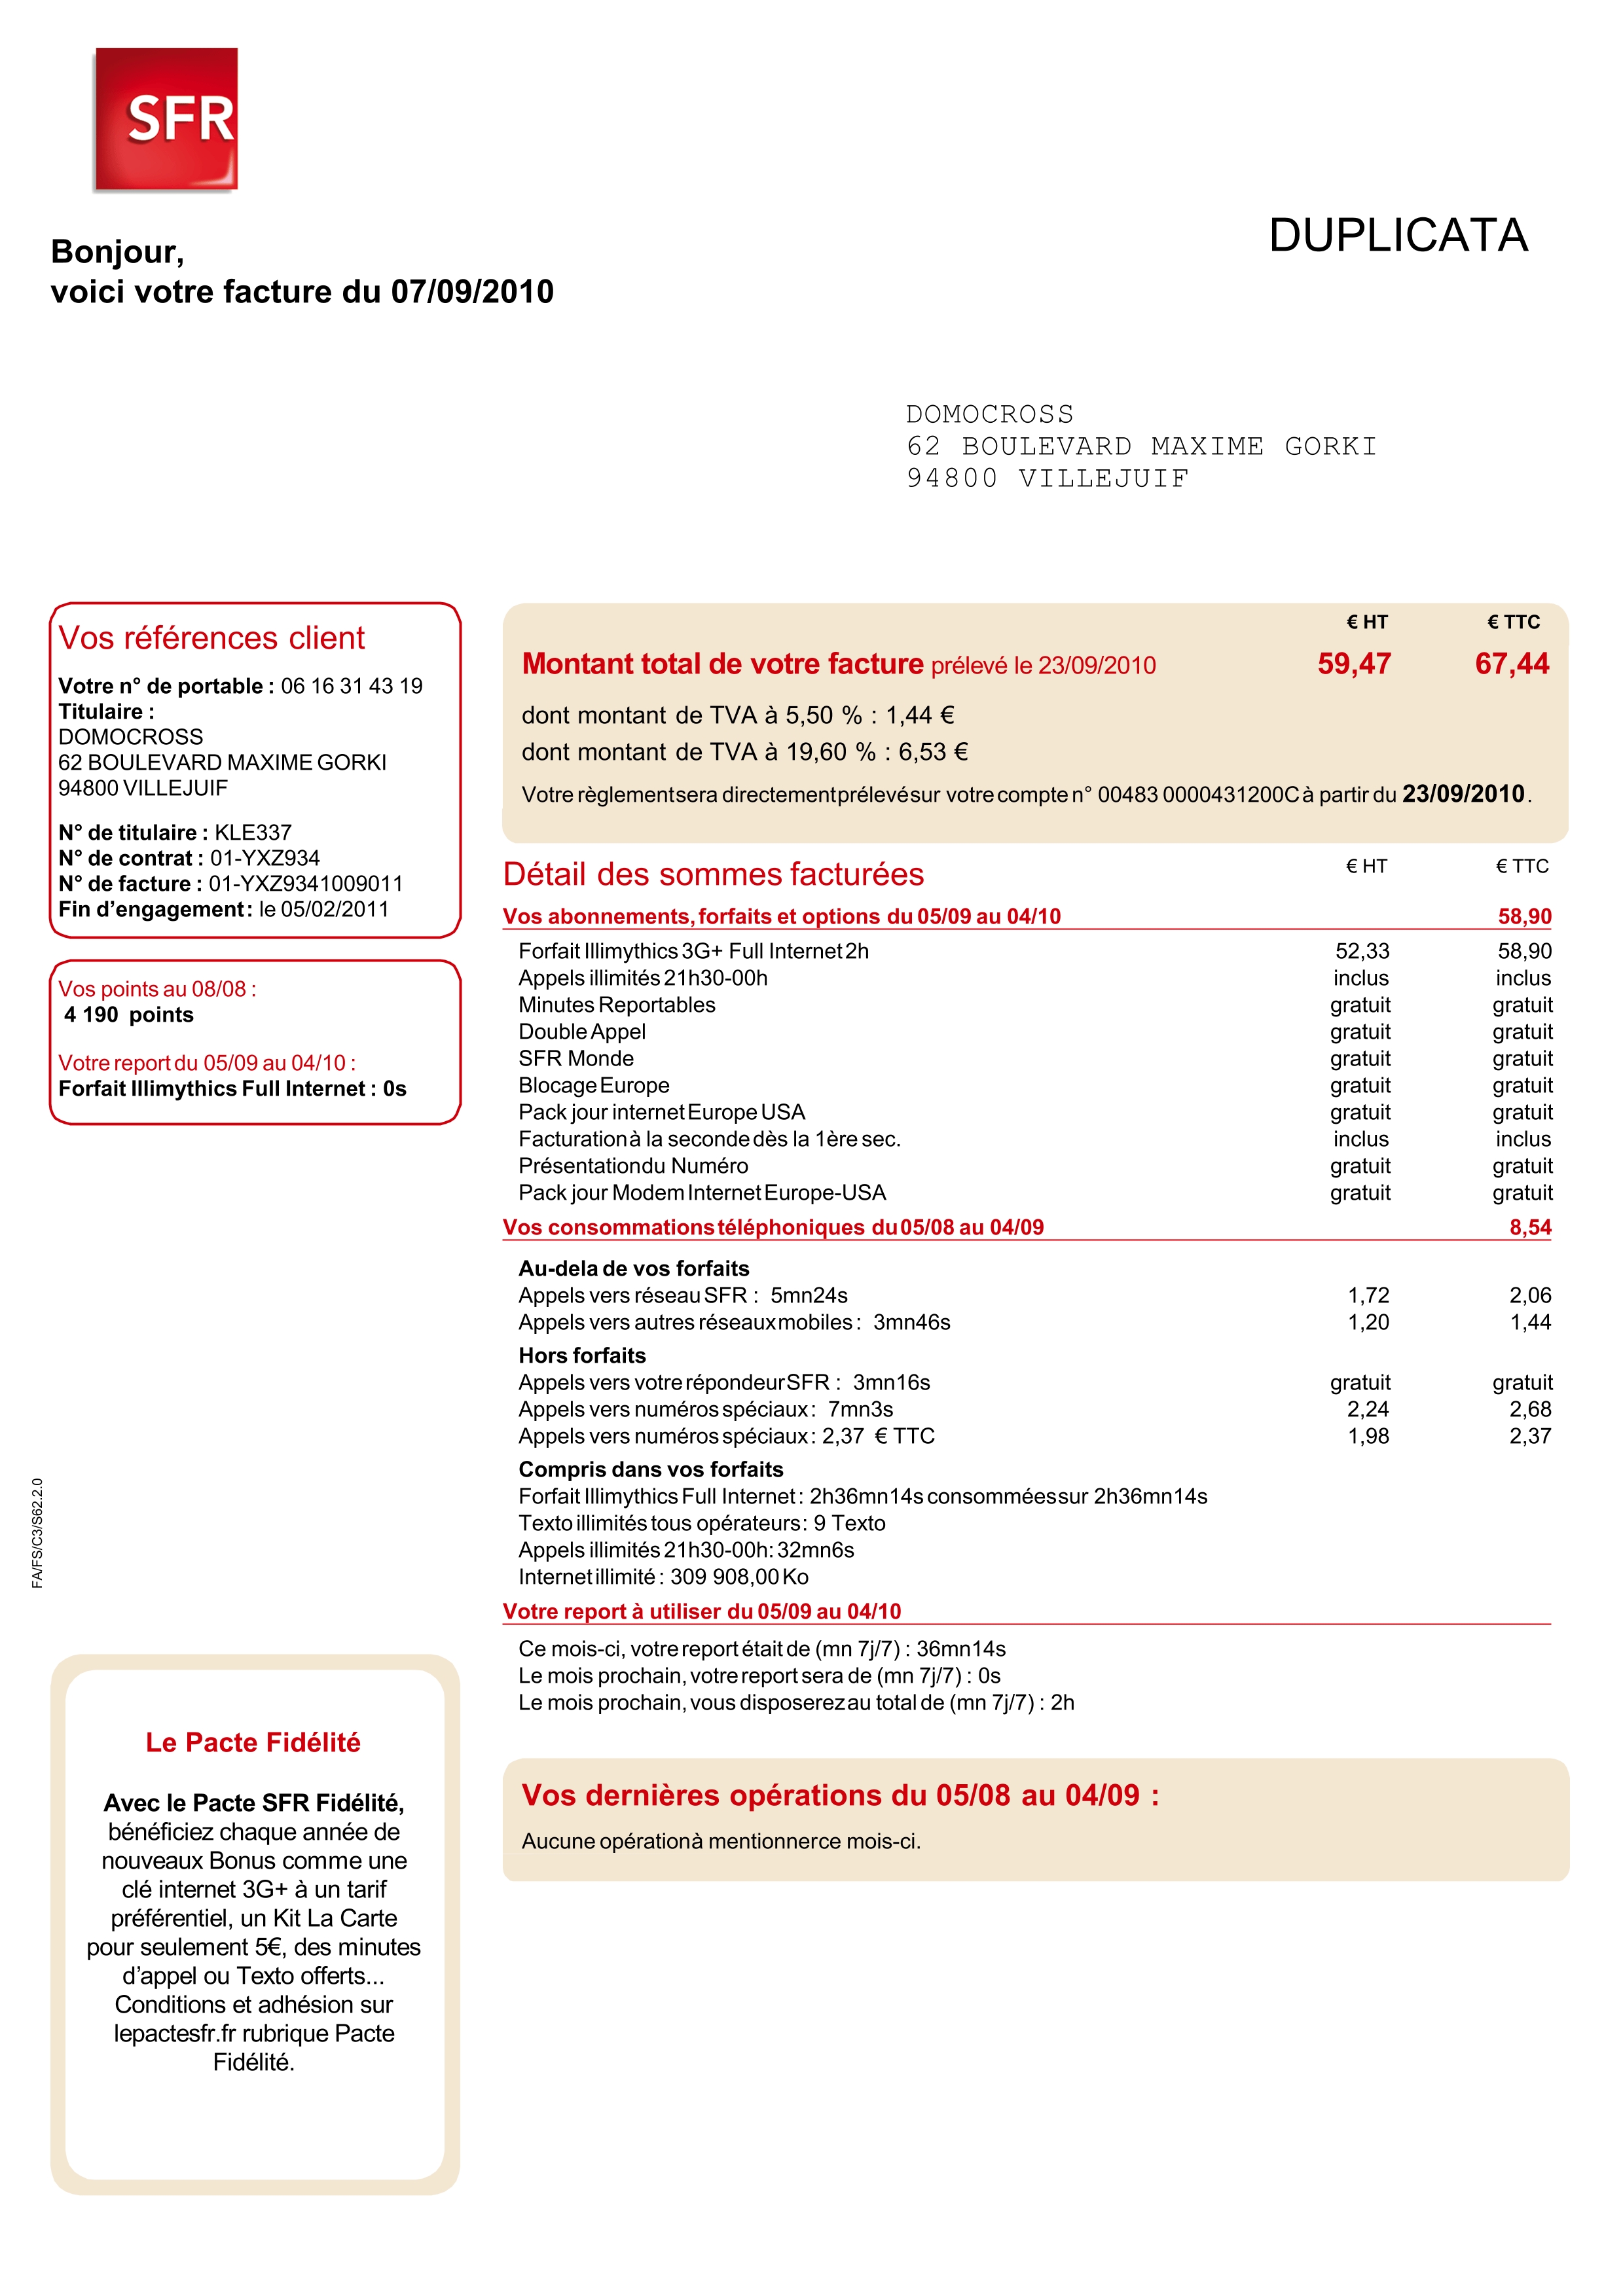 SFR
DUPLICATA
Bonjour,
voici votre facture du 07/09/2010
DOMOCROSS
62 BOULEVARD MAXIME GORKI
94800 VILLEJUIF
Vos références client
Votre n° de portable : 06 16 31 43 19
Titulaire :
DOMOCROSS
62 BOULEVARD MAXIME GORKI
94800 VILLEJUIF
N° de titulaire : KLE337
N° de contrat : 01-YXZ934
N° de facture : 01-YXZ9341009011
Fin d'engagement : le 05/02/2011
Vos points au 08/08 :
4 190 points
Votre report du 05/09 au 04/10 :
Forfait Illimythics Full Internet : 0s
€ HT € TTC
Montant total de votre facture prélevé le 23/09/2010 59,47 67,44
dont montant de TVA à 5,50 % : 1,44 €
dont montant de TVA à 19,60 % : 6,53 €
Votre règlement sera directement prélevé sur votre compte n° 00483 0000431200C à partir du 23/09/2010.
Détail des sommes facturées € HT € TTC
Vos abonnements, forfaits et options du 05/09 au 04/10 58,90
Forfait Illimythics 3G+ Full Internet 2h 52,33 58,90
Appels illimités 21h30-00h inclus inclus
Minutes Reportables gratuit gratuit
Double Appel gratuit gratuit
SFR Monde gratuit gratuit
Blocage Europe gratuit gratuit
Pack jour internet Europe USA gratuit gratuit
Facturation à la seconde dès la 1ère sec. inclus inclus
Présentation du Numéro gratuit gratuit
Pack jour Modem Internet Europe-USA gratuit gratuit
Vos consommations téléphoniques du 05/08 au 04/09 8,54
Au-dela de vos forfaits
Appels vers réseau SFR : 5mn24s 1,72 2,06
Appels vers autres réseaux mobiles : 3mn46s 1,20 1,44
Hors forfaits
Appels vers votre répondeur SFR : 3mn16s gratuit gratuit
Appels vers numéros spéciaux : 7mn3s 2,24 2,68
Appels vers numéros spéciaux : 2,37 € TTC 1,98 2,37
Compris dans vos forfaits
Forfait Illimythics Full Internet : 2h36mn14s consommées sur 2h36mn14s
Texto illimités tous opérateurs : 9 Texto
Appels illimités 21h30-00h: 32mn6s
Internet illimité : 309 908,00 Ko
Votre report à utiliser du 05/09 au 04/10
Ce mois-ci, votre report était de (mn 7j/7) : 36mn14s
Le mois prochain, votre report sera de (mn 7j/7) : 0s
Le mois prochain, vous disposerez au total de (mn 7j/7) : 2h
Vos dernières opérations du 05/08 au 04/09 :
Aucune opération à mentionner ce mois-ci.
FA/FS/C3/S62.2.0
Le Pacte Fidélité
Avec le Pacte SFR Fidélité,
bénéficiez chaque année de
nouveaux Bonus comme une
clé internet 3G+ à un tarif
préférentiel, un Kit La Carte
pour seulement 5€, des minutes
d'appel ou Texto offerts...
Conditions et adhésion sur
lepactesfr.fr rubrique Pacte
Fidélité.